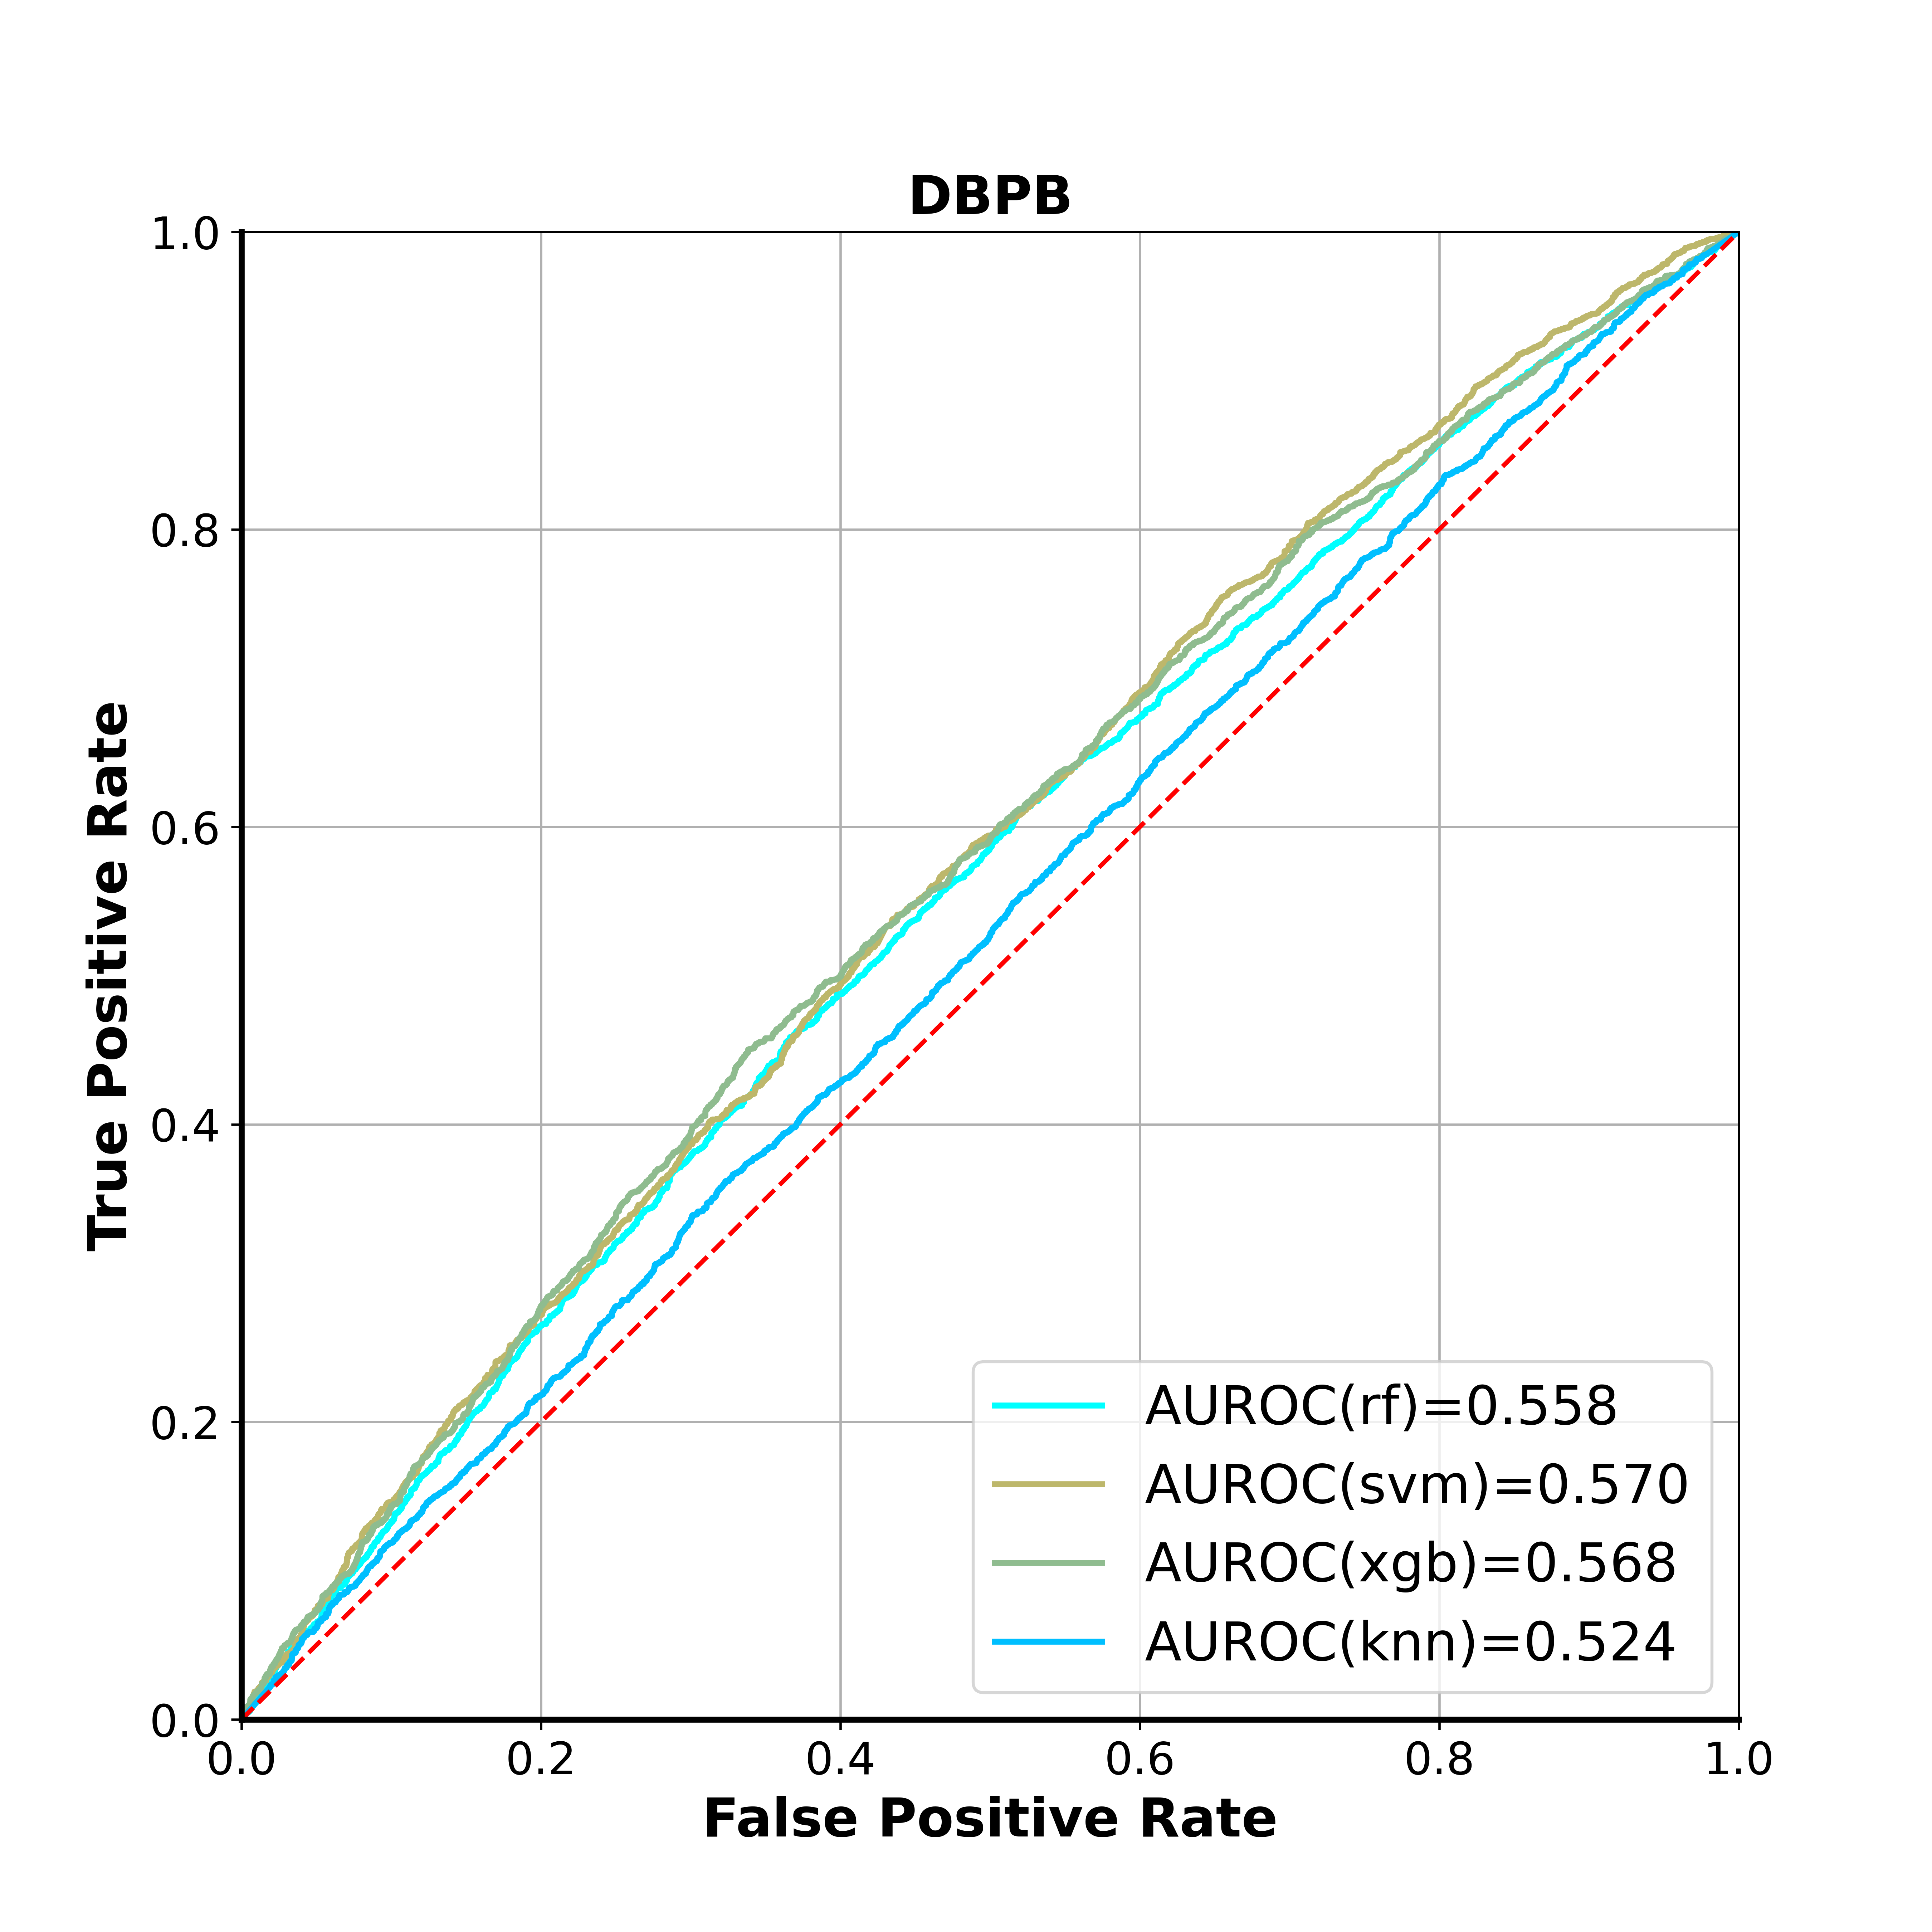 DBPB
1.0
0.8
0.6
0.4
0.2
0.0
True Positive Rate
0.0 0.2 0.4 0.6 0.8 1.0
False Positive Rate
AUROC(rf)=0.558
AUROC(svm)=0.570
AUROC(xgb)=0.568
AUROC(knn)=0.524